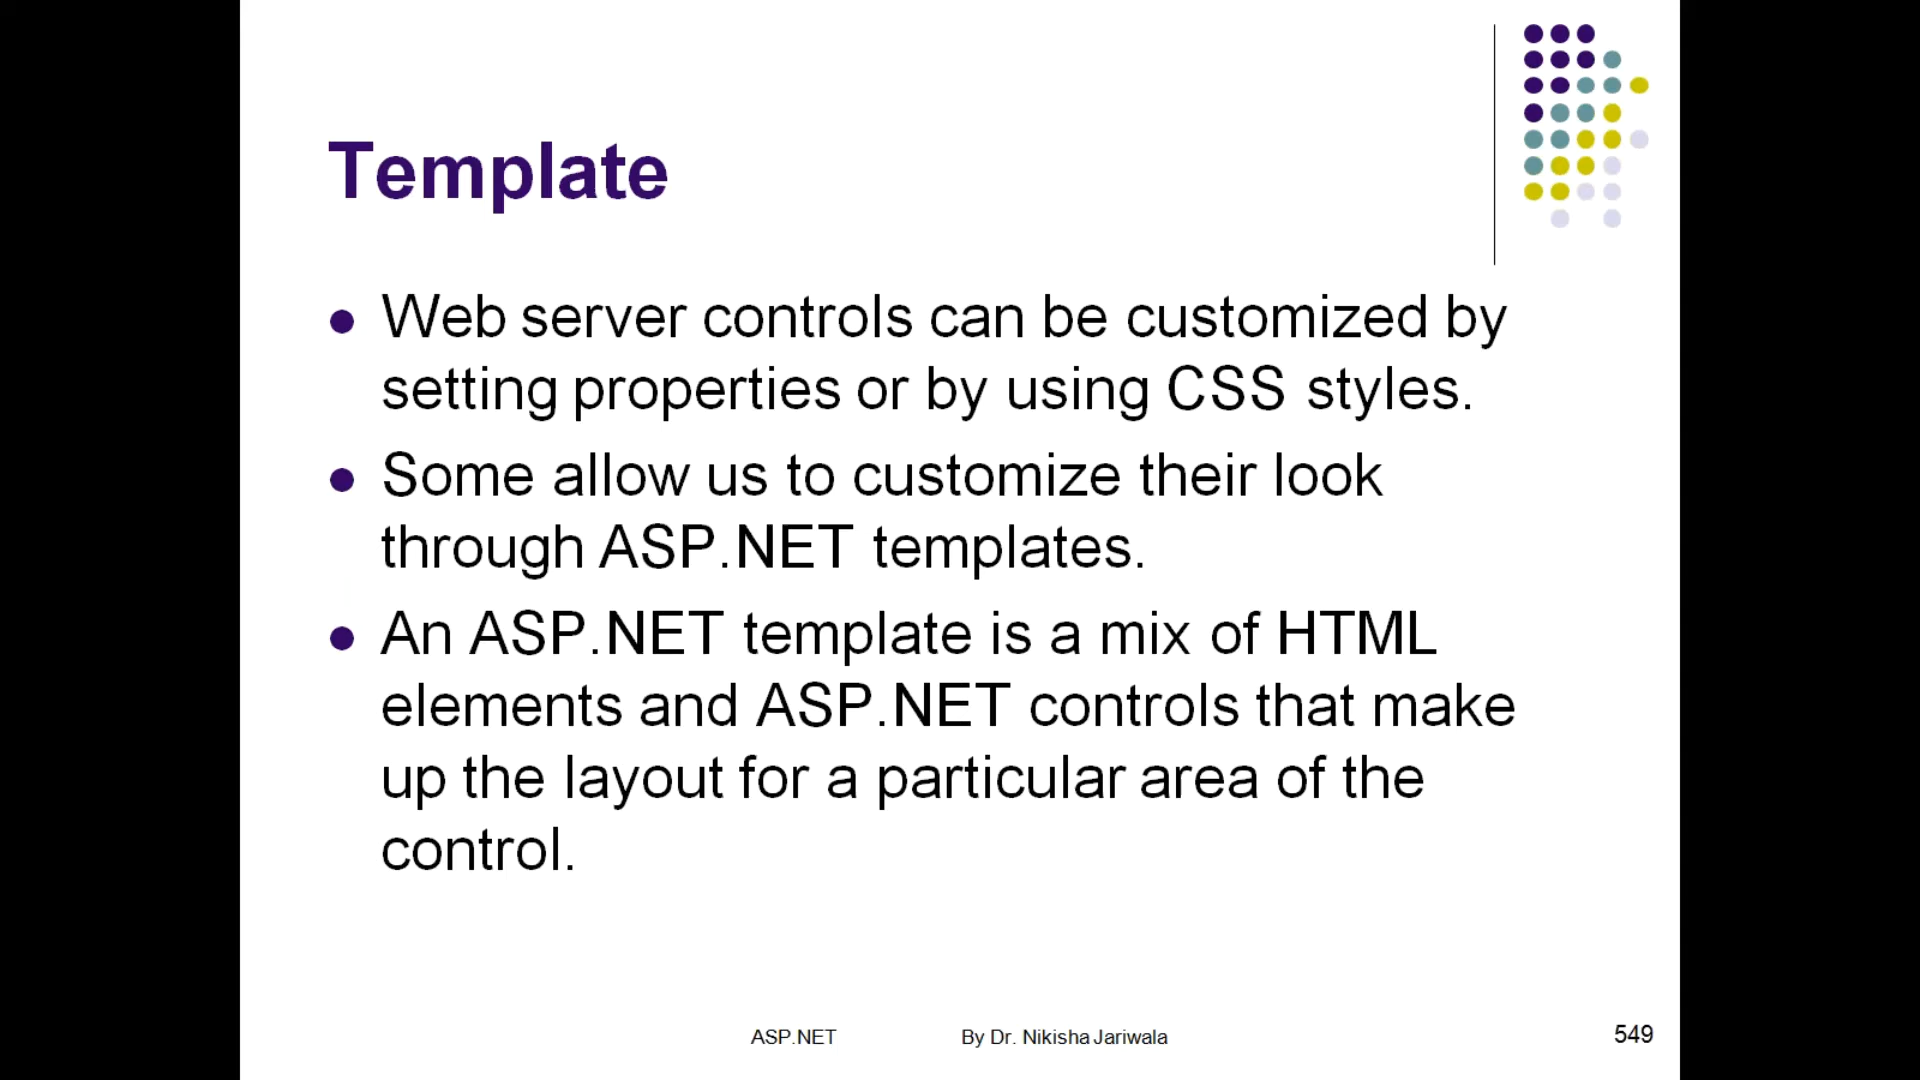 Template
Web server controls can be customized by
setting properties or by using CSS styles.
Some allow us to customize their look
through ASP.NET templates.
An ASP.NET template is a mix of HTML
elements and ASP.NET controls that make
up the layout for a particular area of the
control.
ASP.NET By Dr. Nikisha Jariwala 549